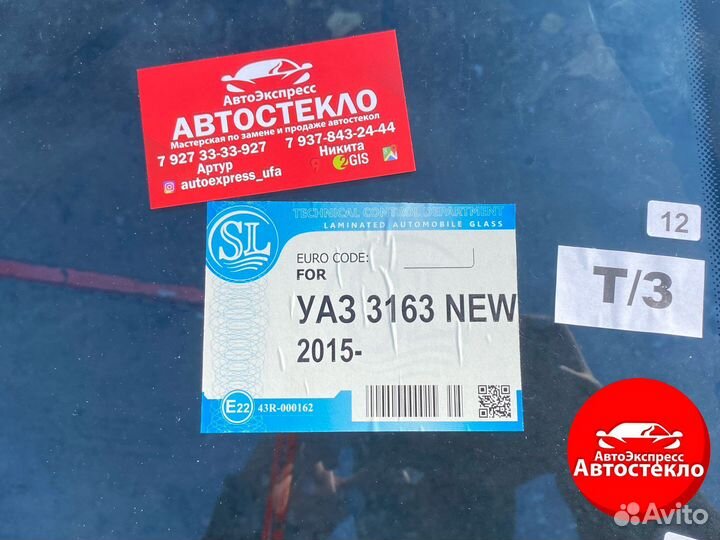 АвтоЭкспресс
АВТОСТЕКЛО
Мастерская по замене и продаже автостекол
7 927 33-33-927
Артур
autoexpress_ufa
7 937-843-24-44
Никита
2GIS
TECHNICAL CONTROL DEPARTMENT
LAMINATED AUTOMOBILE GLASS
SL
EURO CODE:
FOR
УАЗ 3163 NEW
2015-
E22
43R-000162
12
Т/З
АвтоЭкспресс
Автостекло
Avito